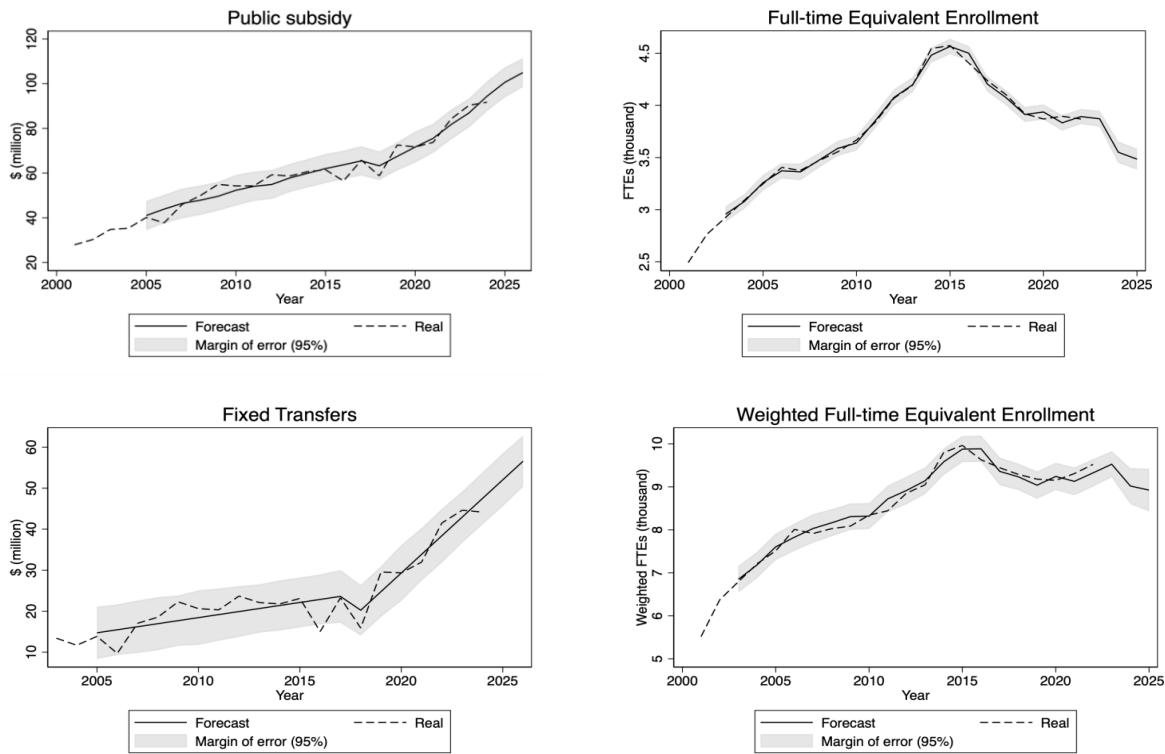 Public subsidy
120
100
80
60
40
20
$ (million)
2000 2005 2010 2015 2020 2025
Year
Forecast Real
Margin of error (95%)
Full-time Equivalent Enrollment
4.5
4
3.5
3
2.5
FTEs (thousand)
2000 2005 2010 2015 2020 2025
Year
Forecast Real
Margin of error (95%)
Fixed Transfers
60
50
40
30
20
10
$ (million)
2005 2010 2015 2020 2025
Year
Forecast Real
Margin of error (95%)
Weighted Full-time Equivalent Enrollment
10
9
8
7
6
5
Weighted FTEs (thousand)
2000 2005 2010 2015 2020 2025
Year
Forecast Real
Margin of error (95%)